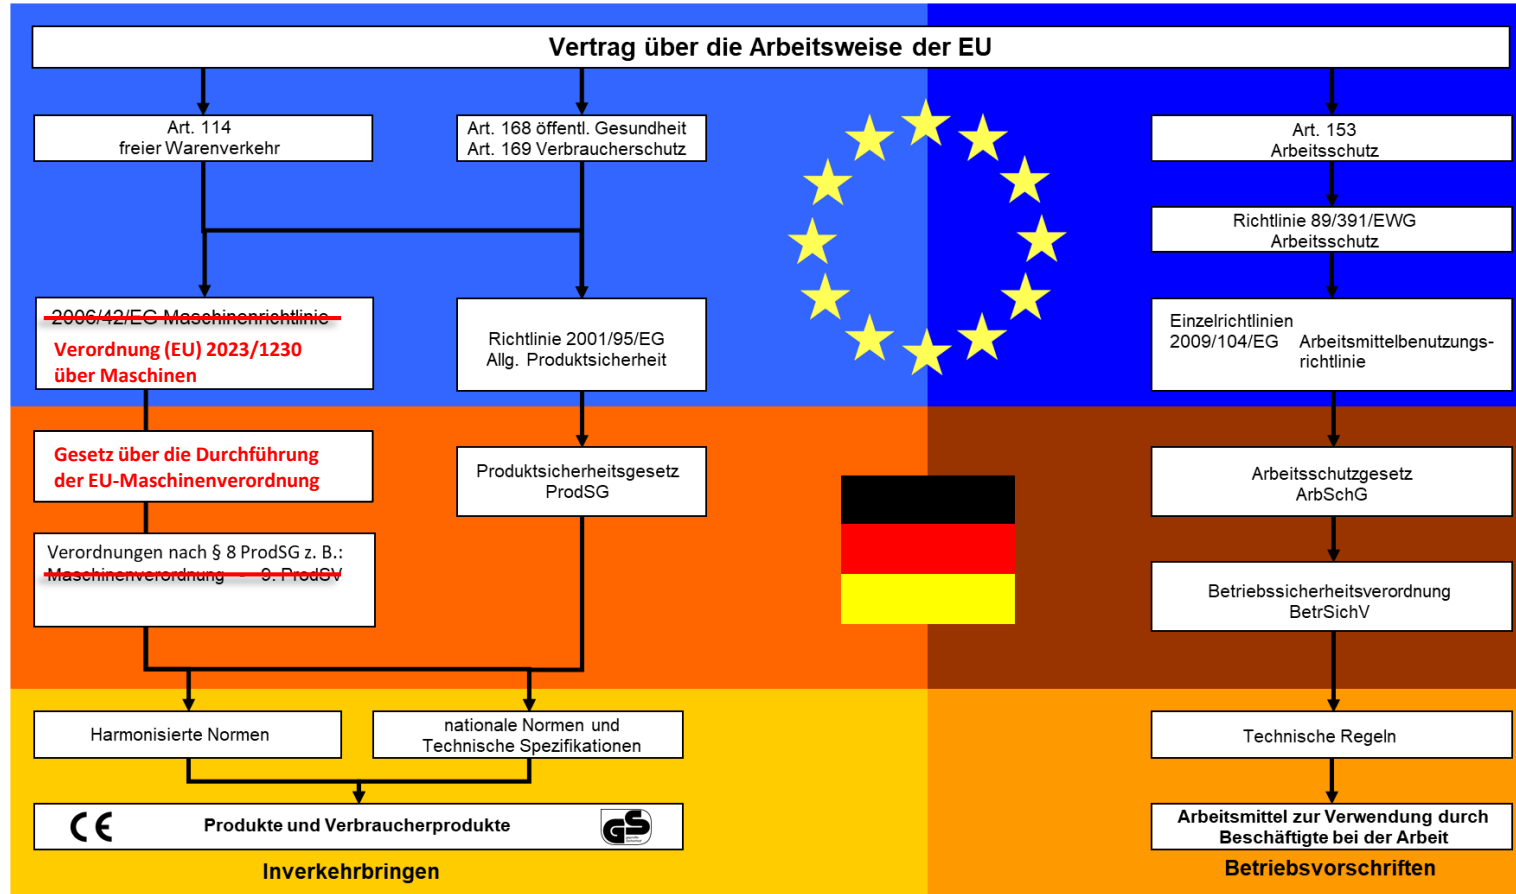 Vertrag über die Arbeitsweise der EU
Art. 114
freier Warenverkehr
Art. 168 öffentl. Gesundheit
Art. 169 Verbraucherschutz
Art. 153
Arbeitsschutz
Richtlinie 89/391/EWG
Arbeitsschutz
2006/42/EG Maschinenrichtlinie
Verordnung (EU) 2023/1230
über Maschinen
Richtlinie 2001/95/EG
Allg. Produktsicherheit
Einzelrichtlinien
2009/104/EG Arbeitsmittelbenutzungs-
richtlinie
Gesetz über die Durchführung
der EU-Maschinenverordnung
Produktsicherheitsgesetz
ProdSG
Arbeitsschutzgesetz
ArbSchG
Verordnungen nach § 8 ProdSG z. B.:
Maschinenverordnung - 9. ProdSV
Betriebssicherheitsverordnung
BetrSichV
Harmonisierte Normen
nationale Normen und
Technische Spezifikationen
Technische Regeln
CE Produkte und Verbraucherprodukte GS
Arbeitsmittel zur Verwendung durch
Beschäftigte bei der Arbeit
Inverkehrbringen
Betriebsvorschriften